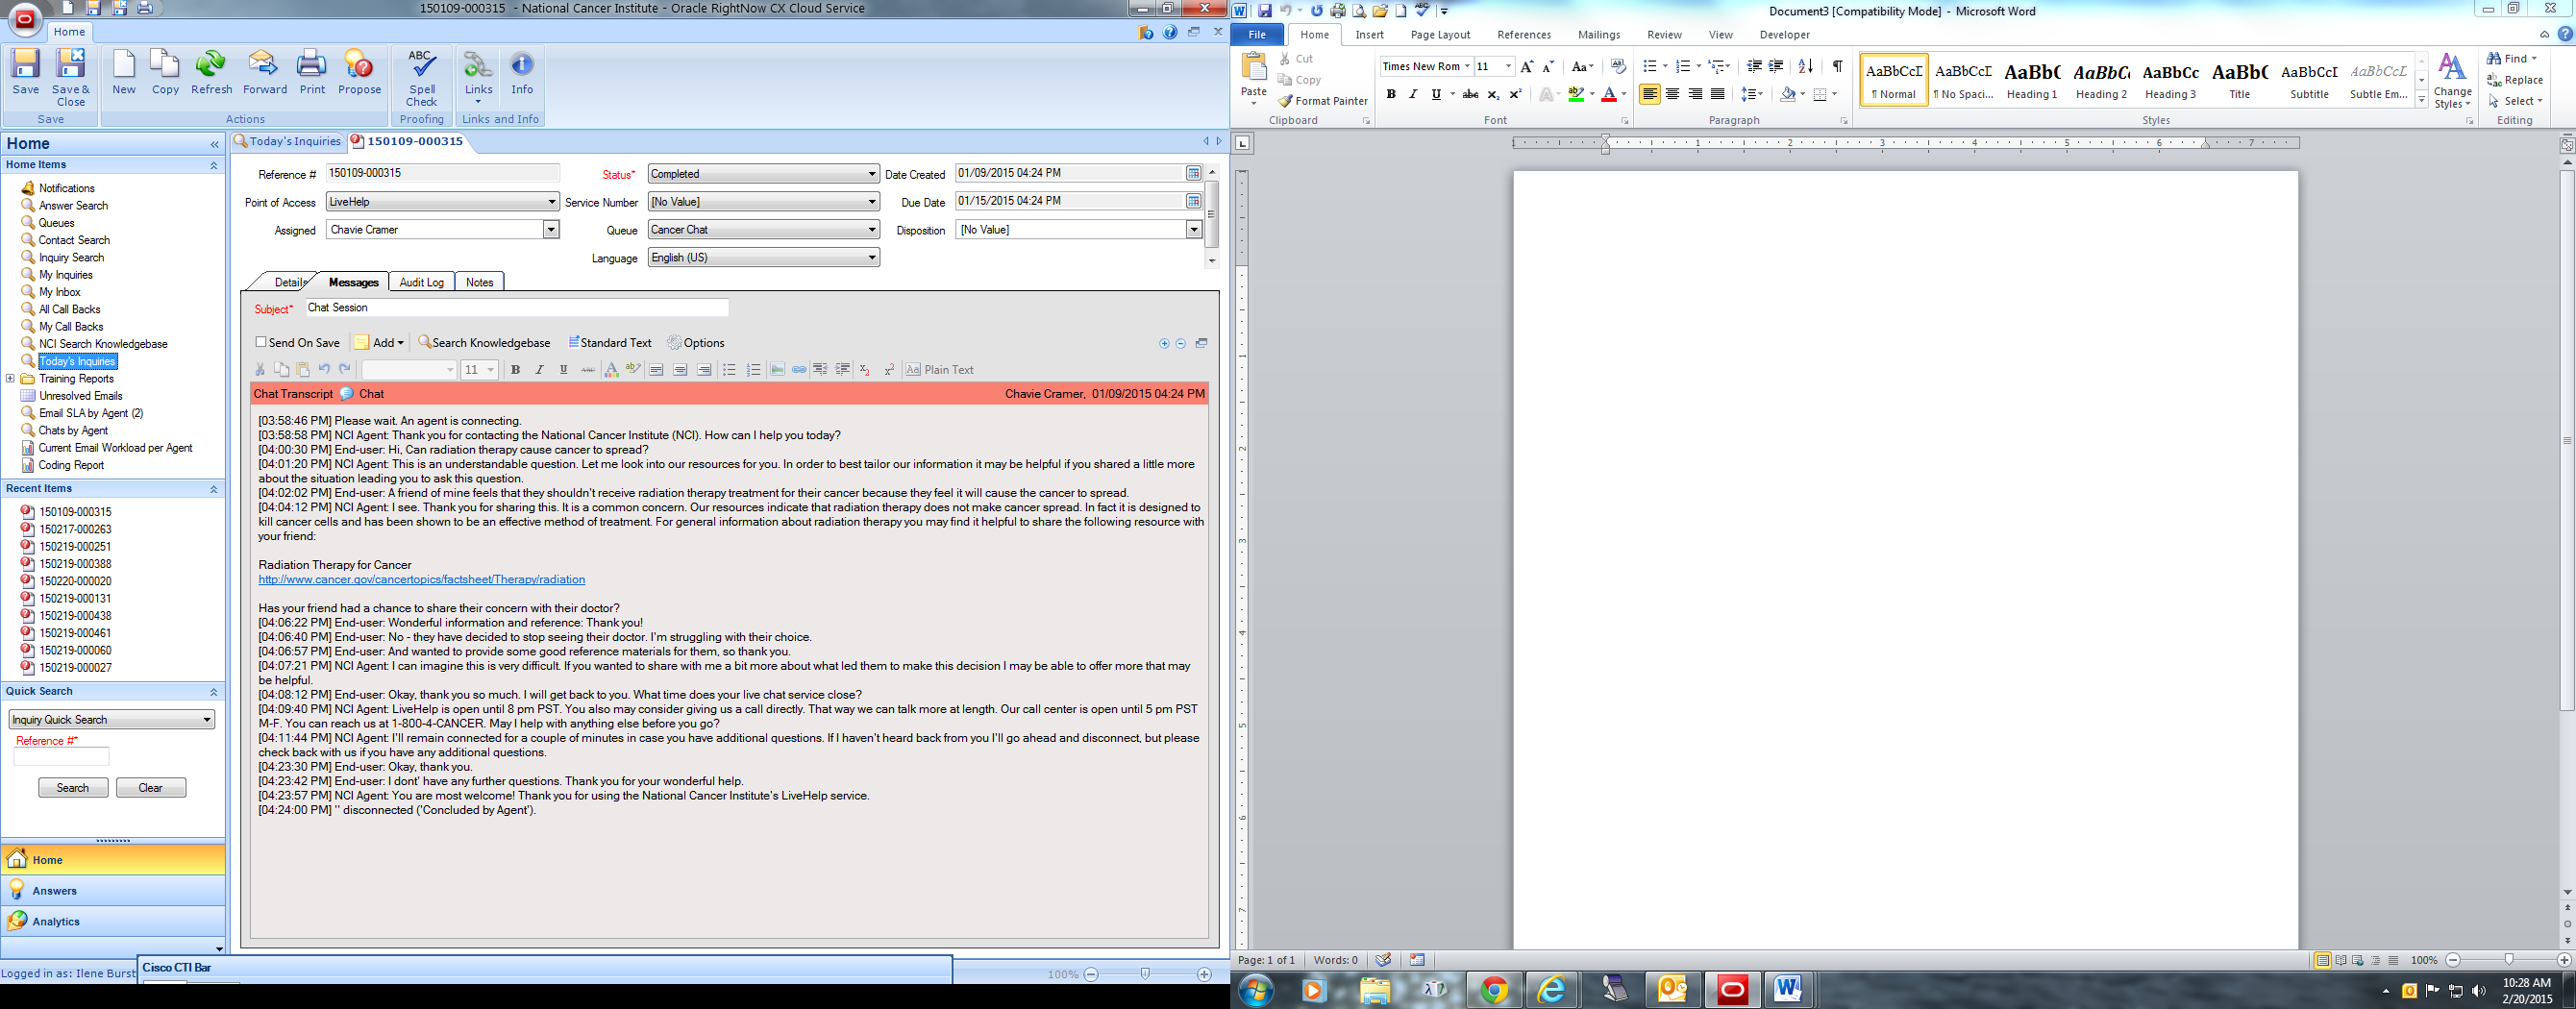 150109-000315 - National Cancer Institute - Oracle RightNow CX Cloud Service
Home
Save
Save & Close
New
Copy
Refresh
Forward
Print
Propose
ABC
Spell Check
Links
Info
Save
Actions
Proofing
Links and Info
Home
Home Items
Notifications
Answer Search
Queues
Contact Search
Inquiry Search
My Inquiries
My Inbox
All Call Backs
My Call Backs
NCI Search Knowledgebase
Today's Inquiries
Training Reports
Unresolved Emails
Email SLA by Agent (2)
Chats by Agent
Current Email Workload per Agent
Coding Report
Recent Items
150109-000315
150217-000263
150219-000251
150219-000388
150220-000020
150219-000131
150219-000438
150219-000461
150219-000060
150219-000027
Quick Search
Inquiry Quick Search
Reference #*
Search
Clear
Home
Answers
Analytics
Logged in as: Ilene Burst
Cisco CTI Bar
100%
Today's Inquiries
150109-000315
Reference # 150109-000315
Status* Completed
Date Created 01/09/2015 04:24 PM
Point of Access LiveHelp
Service Number [No Value]
Due Date 01/15/2015 04:24 PM
Assigned Chavie Cramer
Queue Cancer Chat
Disposition [No Value]
Language English (US)
Details
Messages
Audit Log
Notes
Subject* Chat Session
Send On Save
Add
Search Knowledgebase
Standard Text
Options
11
B I U
Plain Text
Chat Transcript Chat
Chavie Cramer, 01/09/2015 04:24 PM
[03:58:46 PM] Please wait. An agent is connecting.
[03:58:58 PM] NCI Agent: Thank you for contacting the National Cancer Institute (NCI). How can I help you today?
[04:00:30 PM] End-user: Hi, Can radiation therapy cause cancer to spread?
[04:01:20 PM] NCI Agent: This is an understandable question. Let me look into our resources for you. In order to best tailor our information it may be helpful if you shared a little more
about the situation leading you to ask this question.
[04:02:02 PM] End-user: A friend of mine feels that they shouldn't receive radiation therapy treatment for their cancer because they feel it will cause the cancer to spread.
[04:04:12 PM] NCI Agent: I see. Thank you for sharing this. It is a common concern. Our resources indicate that radiation therapy does not make cancer spread. In fact it is designed to
kill cancer cells and has been shown to be an effective method of treatment. For general information about radiation therapy you may find it helpful to share the following resource with
your friend:
Radiation Therapy for Cancer
http://www.cancer.gov/cancertopics/factsheet/Therapy/radiation
Has your friend had a chance to share their concern with their doctor?
[04:06:22 PM] End-user: Wonderful information and reference: Thank you!
[04:06:40 PM] End-user: No - they have decided to stop seeing their doctor. I'm struggling with their choice.
[04:06:57 PM] End-user: And wanted to provide some good reference materials for them, so thank you.
[04:07:21 PM] NCI Agent: I can imagine this is very difficult. If you wanted to share with me a bit more about what led them to make this decision I may be able to offer more that may
be helpful.
[04:08:12 PM] End-user: Okay, thank you so much. I will get back to you. What time does your live chat service close?
[04:09:40 PM] NCI Agent: LiveHelp is open until 8 pm PST. You also may consider giving us a call directly. That way we can talk more at length. Our call center is open until 5 pm PST
M-F. You can reach us at 1-800-4-CANCER. May I help with anything else before you go?
[04:11:44 PM] NCI Agent: I'll remain connected for a couple of minutes in case you have additional questions. If I haven't heard back from you I'll go ahead and disconnect, but please
check back with us if you have any additional questions.
[04:23:30 PM] End-user: Okay, thank you.
[04:23:42 PM] End-user: I dont' have any further questions. Thank you for your wonderful help.
[04:23:57 PM] NCI Agent: You are most welcome! Thank you for using the National Cancer Institute's LiveHelp service.
[04:24:00 PM] '' disconnected ('Concluded by Agent').
Document3 [Compatibility Mode] - Microsoft Word
File
Home
Insert
Page Layout
References
Mailings
Review
View
Developer
Paste
Cut
Copy
Format Painter
Clipboard
Times New Rom
11
Font
Paragraph
AaBbCcI
AaBbCcI
AaBb(
AaBbC
AaBbCc
AaBb(
AaBbCcI
AaBbCcL
¶ Normal
¶ No Spaci...
Heading 1
Heading 2
Heading 3
Title
Subtitle
Subtle Em...
Change Styles
Styles
Find
Replace
Select
Editing
1 1 2 3 4 5 6 7
1
2
3
4
5
6
7
Page: 1 of 1
Words: 0
100%
10:28 AM
2/20/2015